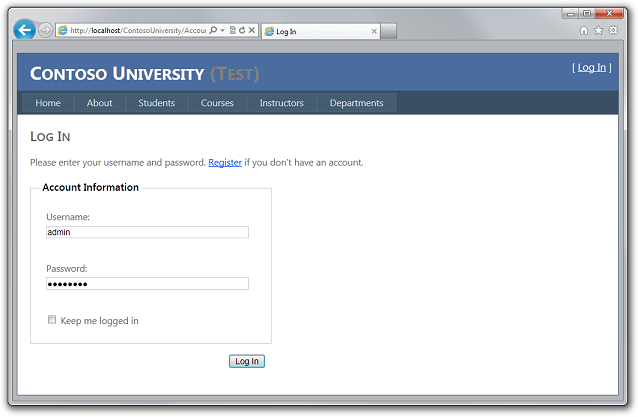 http://localhost/ContosoUniversity/Accou
Log In
CONTOSO UNIVERSITY (TEST)
[ Log In ]
Home About Students Courses Instructors Departments
LOG IN
Please enter your username and password. Register if you don't have an account.
Account Information
Username:
admin
Password:
••••••••
Keep me logged in
Log In